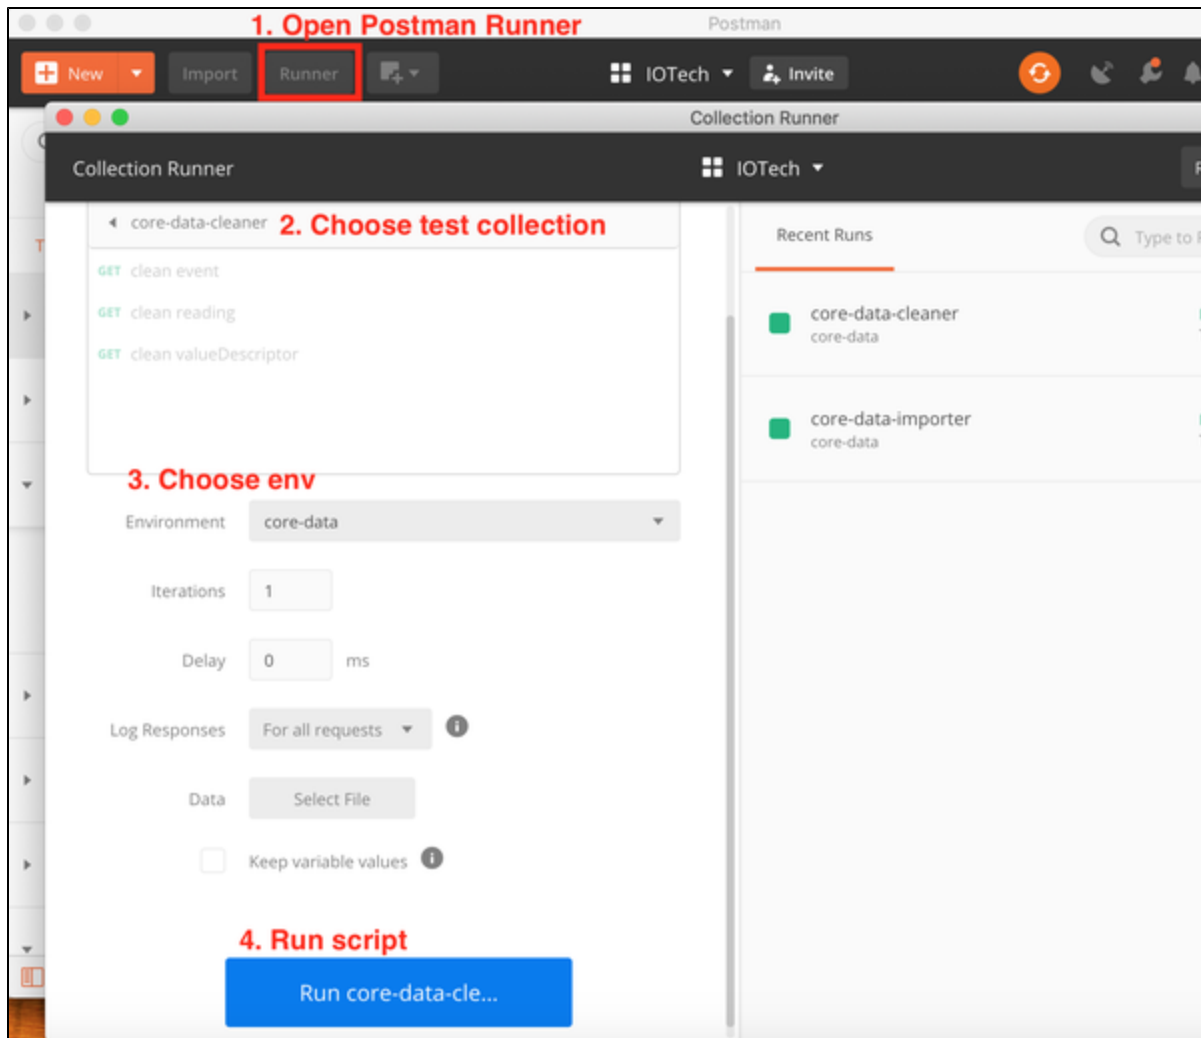 1. Open Postman Runner
Postman
New
Import
Runner
IOTech
Invite
Collection Runner
Collection Runner
IOTech
core-data-cleaner
2. Choose test collection
GET clean event
GET clean reading
GET clean valueDescriptor
Recent Runs
Type to
core-data-cleaner
core-data
core-data-importer
core-data
3. Choose env
Environment
core-data
Iterations
1
Delay
0
ms
Log Responses
For all requests
Data
Select File
Keep variable values
4. Run script
Run core-data-cle...